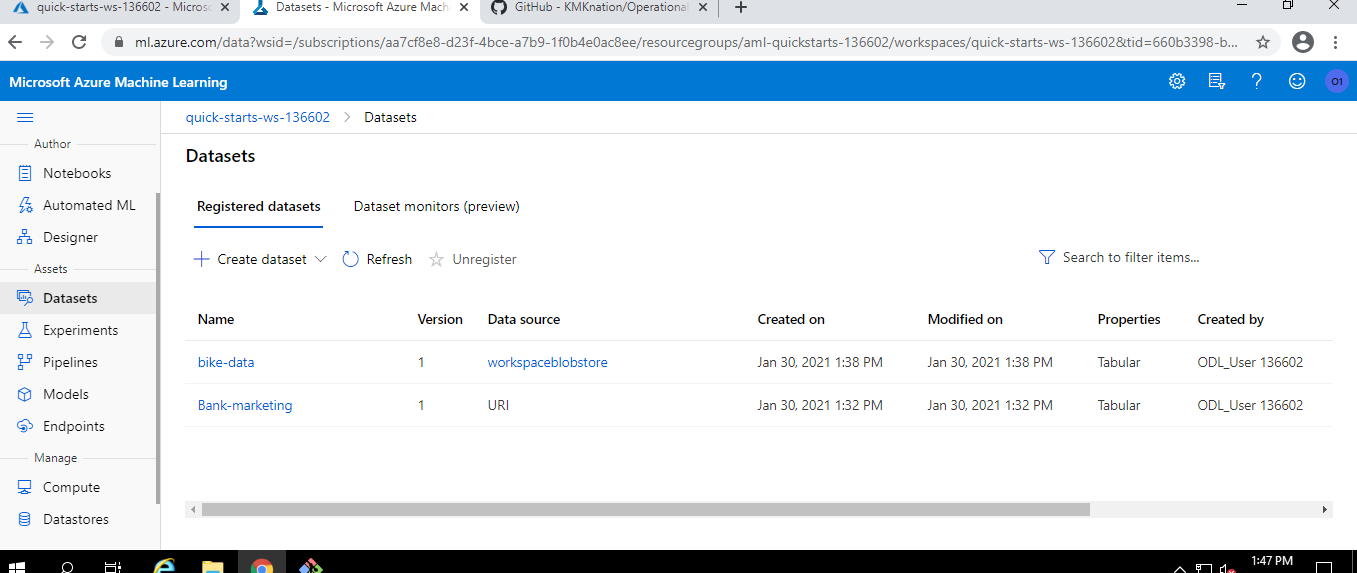 quick-starts-ws-136602 - Micros
Datasets - Microsoft Azure Mach
GitHub - KMKnation/Operational
ml.azure.com/data?wsid=/subscriptions/aa7cf8e8-d23f-4bce-a7b9-1f0b4e0ac8ee/resourcegroups/aml-quickstarts-136602/workspaces/quick-starts-ws-136602&tid=660b3398-b...
Microsoft Azure Machine Learning
O1
quick-starts-ws-136602 > Datasets
Author
Notebooks
Automated ML
Designer
Assets
Datasets
Experiments
Pipelines
Models
Endpoints
Manage
Compute
Datastores
Datasets
Registered datasets Dataset monitors (preview)
Create dataset Refresh Unregister Search to filter items...
Name Version Data source Created on Modified on Properties Created by
bike-data 1 workspaceblobstore Jan 30, 2021 1:38 PM Jan 30, 2021 1:38 PM Tabular ODL_User 136602
Bank-marketing 1 URI Jan 30, 2021 1:32 PM Jan 30, 2021 1:32 PM Tabular ODL_User 136602
1:47 PM